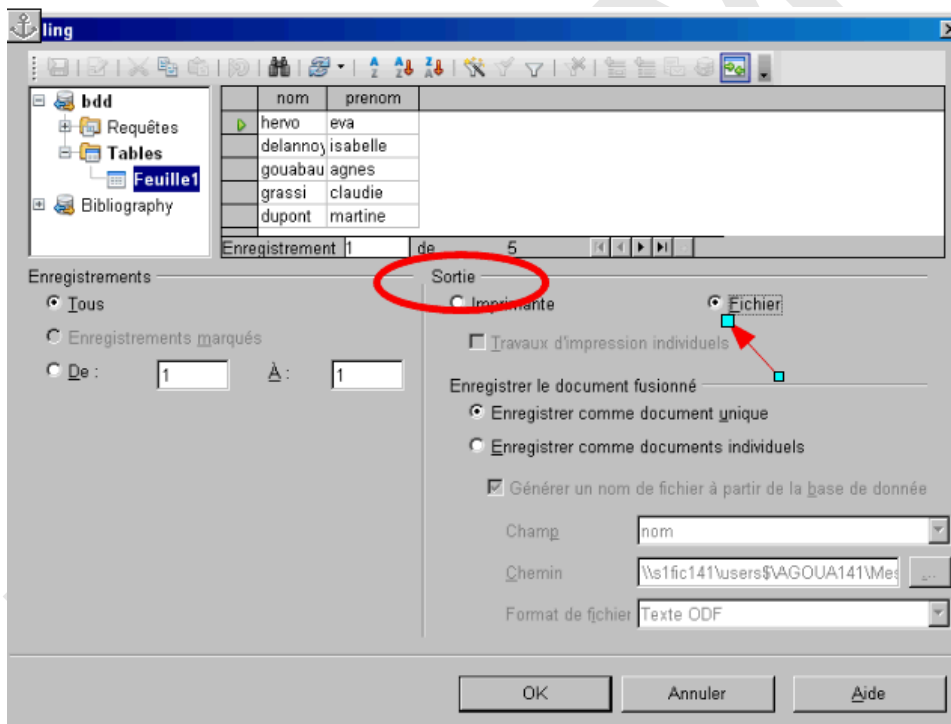 ling
bdd
Requêtes
Tables
Feuille1
Bibliography
nom prenom
hervo eva
delannoy isabelle
gouabau agnes
grassi claudie
dupont martine
Enregistrement 1 de 5
Enregistrements
Tous
Enregistrements marqués
De : 1 À : 1
Sortie
Imprimante Fichier
Travaux d'impression individuels
Enregistrer le document fusionné
Enregistrer comme document unique
Enregistrer comme documents individuels
Générer un nom de fichier à partir de la base de donnée
Champ nom
Chemin \\s1fic141\users$\AGOUA141\Mes ...
Format de fichier Texte ODF
OK Annuler Aide